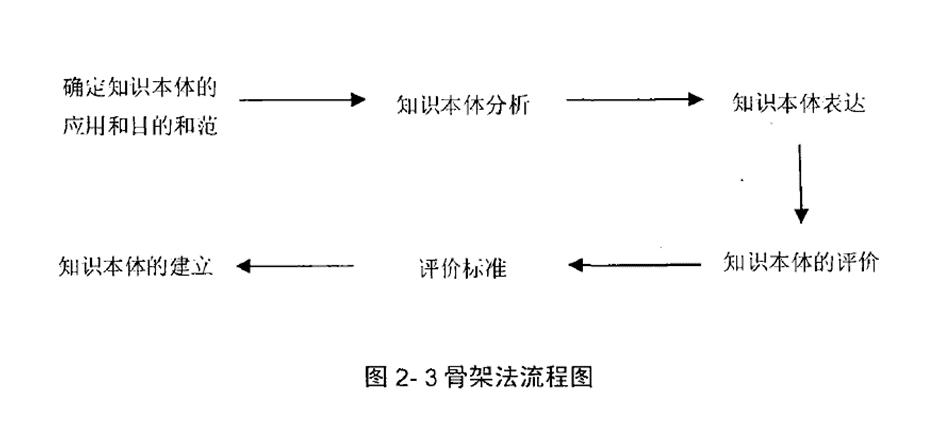 确定知识本体的
应用和目的和范
知识本体分析
知识本体表达
知识本体的建立
评价标准
知识本体的评价
图 2- 3 骨架法流程图